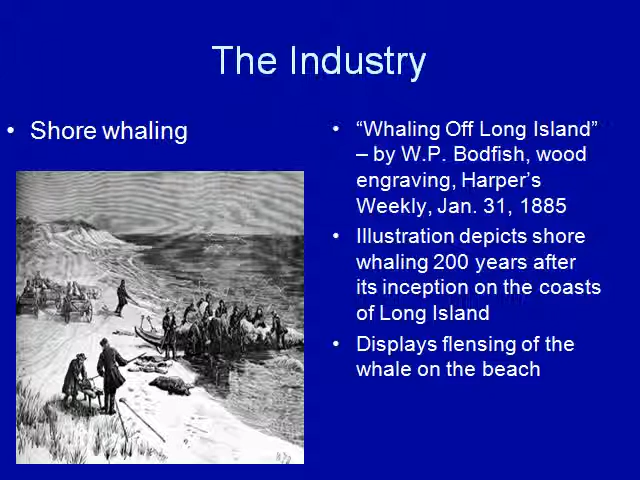 The Industry
• Shore whaling
• “Whaling Off Long Island”
– by W.P. Bodfish, wood
engraving, Harper’s
Weekly, Jan. 31, 1885
• Illustration depicts shore
whaling 200 years after
its inception on the coasts
of Long Island
• Displays flensing of the
whale on the beach